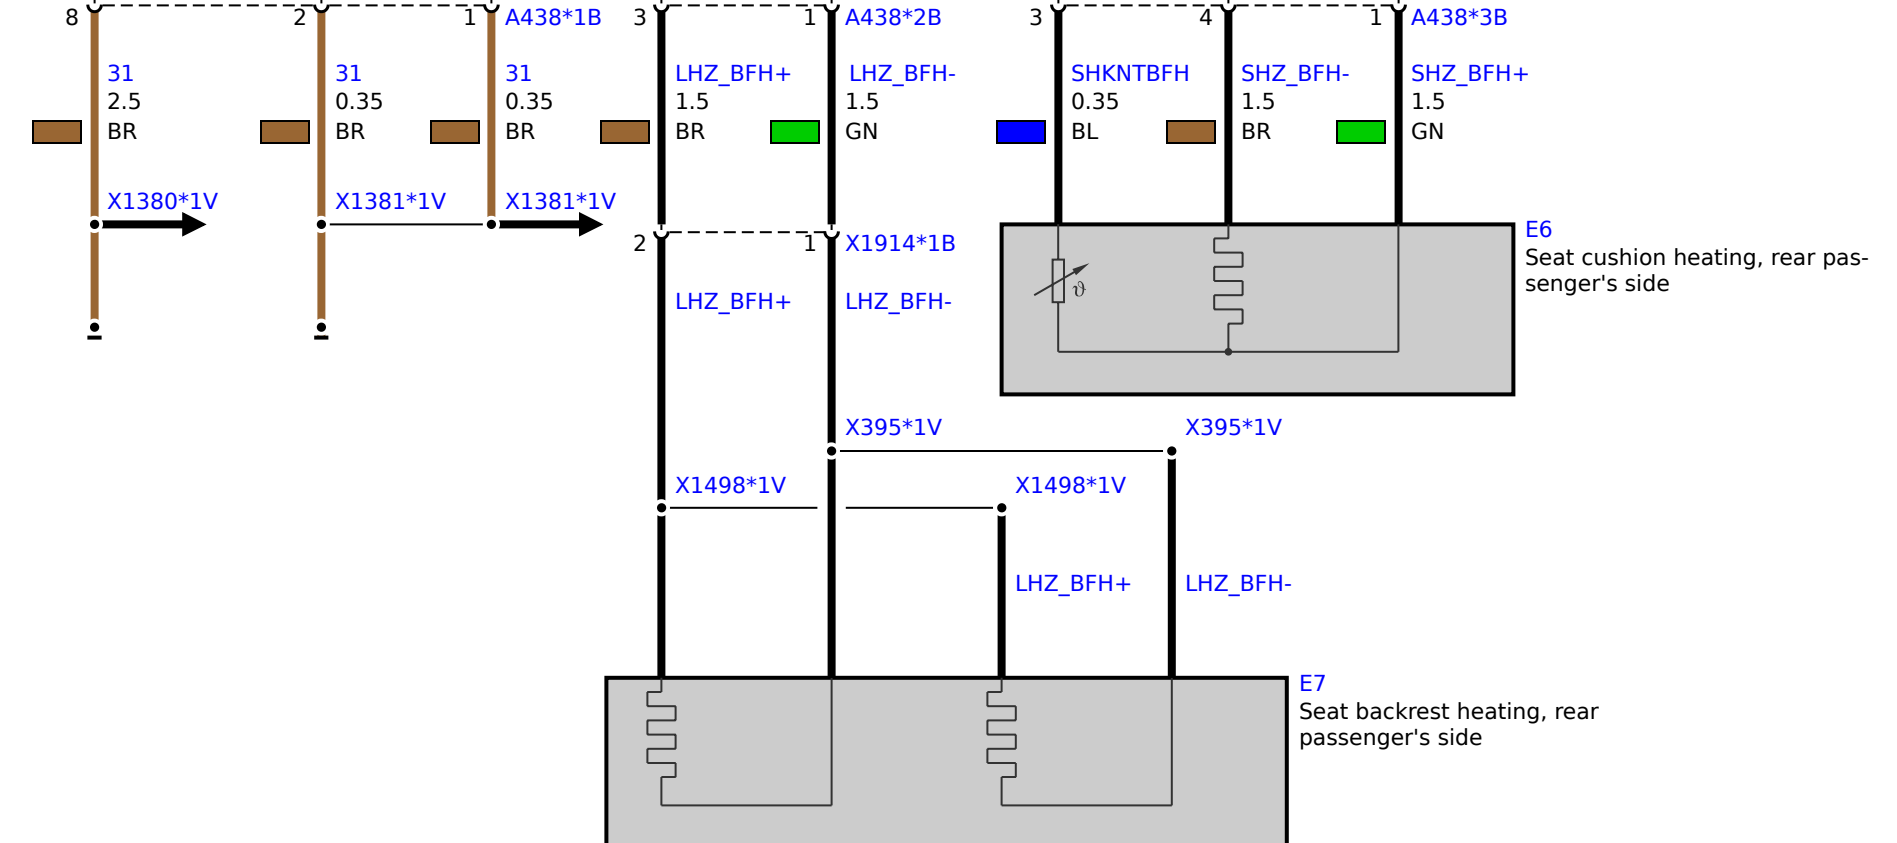 8
2
1
A438*1B
3
1
A438*2B
3
4
1
A438*3B
31
31
31
LHZ_BFH+
LHZ_BFH-
SHKNTBFH
SHZ_BFH-
SHZ_BFH+
2.5
0.35
0.35
1.5
1.5
0.35
1.5
1.5
BR
BR
BR
BR
GN
BL
BR
GN
X1380*1V
X1381*1V
X1381*1V
2
1
X1914*1B
E6
Seat cushion heating, rear pas-
senger's side
ϑ
LHZ_BFH+
LHZ_BFH-
X395*1V
X395*1V
X1498*1V
X1498*1V
LHZ_BFH+
LHZ_BFH-
E7
Seat backrest heating, rear
passenger's side